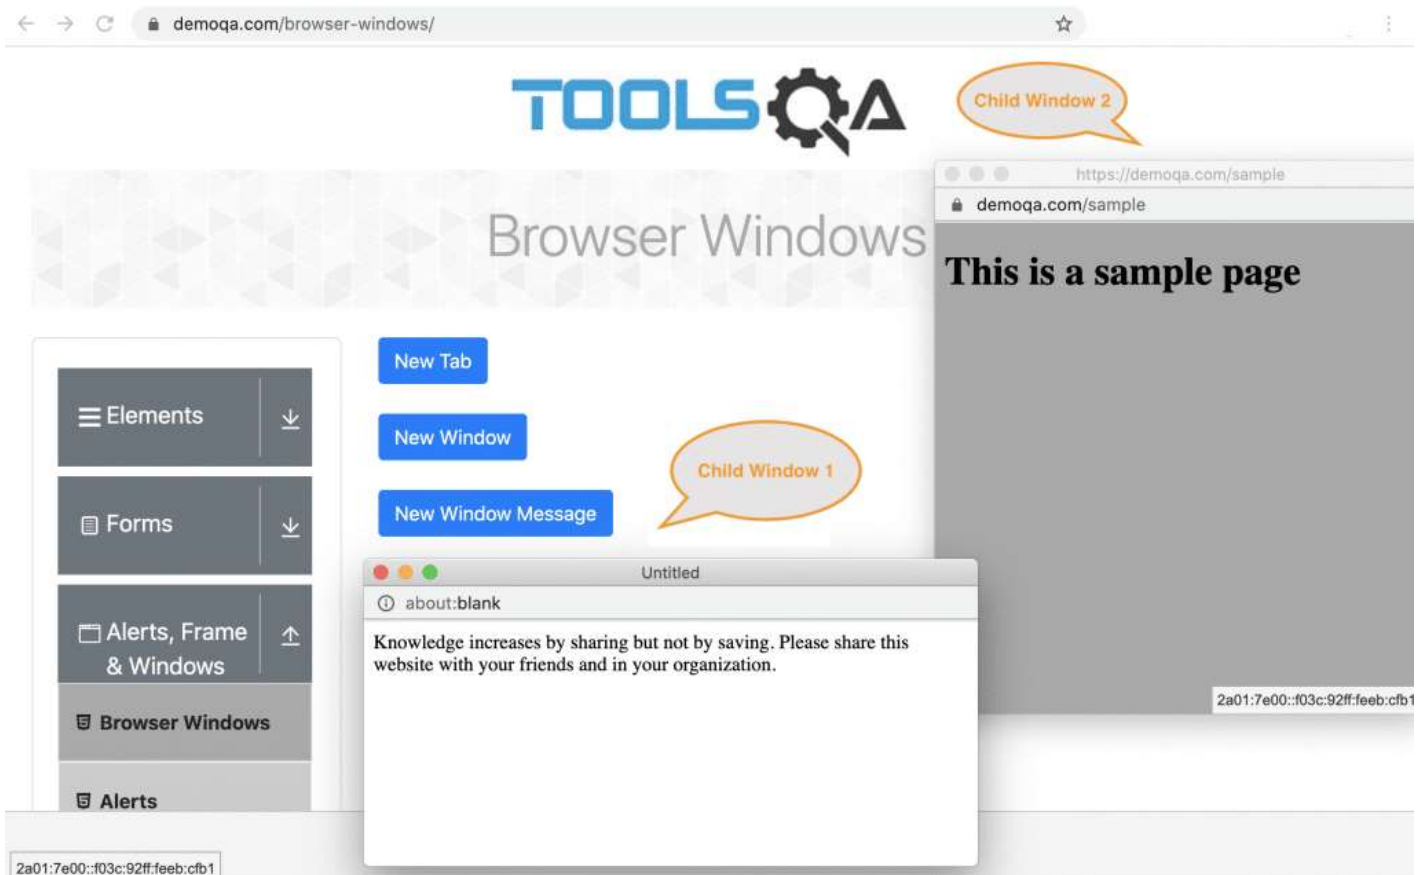 demoqa.com/browser-windows/
TOOLSQA
Child Window 2
https://demoqa.com/sample
demoqa.com/sample
Browser Windows
This is a sample page
New Tab
Elements
New Window
Child Window 1
New Window Message
Forms
Untitled
about:blank
Alerts, Frame
& Windows
Knowledge increases by sharing but not by saving. Please share this
website with your friends and in your organization.
2a01:7e00::f03c:92ff:feeb:cfb1
Browser Windows
Alerts
2a01:7e00::f03c:92ff:feeb:cfb1